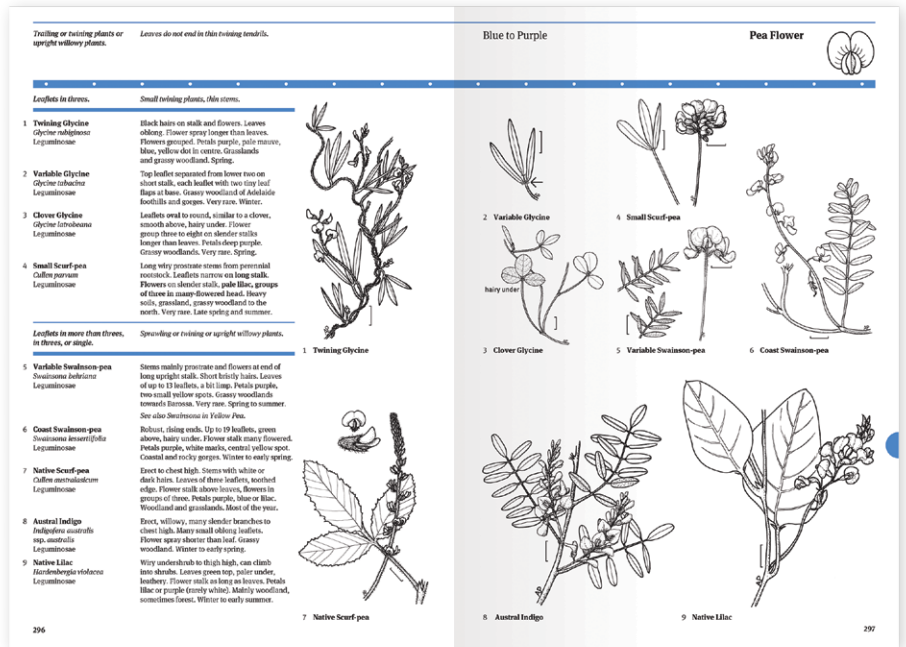 Trailing or twining plants or
upright willowy plants.
Leaves do not end in thin twining tendrils.
Leaflets in threes.
Small twining plants, thin stems.
1 Twining Glycine
Glycine rubiginosa
Leguminosae
Black hairs on stalk and flowers. Leaves
oblong. Flower spray longer than leaves.
Flowers grouped. Petals purple, pale mauve,
blue, yellow dot in centre. Grasslands
and grassy woodland. Spring.
2 Variable Glycine
Glycine tabacina
Leguminosae
Top leaflet separated from lower two on
short stalk, each leaflet with two tiny leaf
flaps at base. Grassy woodland of Adelaide
foothills and gorges. Very rare. Winter.
3 Clover Glycine
Glycine latrobeana
Leguminosae
Leaflets oval to round, similar to a clover,
smooth above, hairy under. Flower
group three to eight on slender stalks
longer than leaves. Petals deep purple.
Grassy woodlands. Very rare. Spring.
4 Small Scurf-pea
Cullen parvum
Leguminosae
Long wiry prostrate stems from perennial
rootstock. Leaflets narrow on long stalk.
Flowers on slender stalk, pale lilac, groups
of three in many-flowered head. Heavy
soils, grassland, grassy woodland to the
north. Very rare. Late spring and summer.
Leaflets in more than threes,
in threes, or single.
Sprawling or twining or upright willowy plants.
5 Variable Swainson-pea
Swainsona behriana
Leguminosae
Stems mainly prostrate and flowers at end of
long upright stalk. Short bristly hairs. Leaves
of up to 13 leaflets, a bit limp. Petals purple,
two small yellow spots. Grassy woodlands
towards Barossa. Very rare. Spring to summer.
See also Swainsona in Yellow Pea.
6 Coast Swainson-pea
Swainsona lessertiifolia
Leguminosae
Robust, rising ends. Up to 19 leaflets, green
above, hairy under. Flower stalk many flowered.
Petals purple, white marks, central yellow spot.
Coastal and rocky gorges. Winter to early spring.
7 Native Scurf-pea
Cullen australasicum
Leguminosae
Erect to chest high. Stems with white or
dark hairs. Leaves of three leaflets, toothed
edge. Flower stalk above leaves, flowers in
groups of three. Petals purple, blue or lilac.
Woodland and grasslands. Most of the year.
8 Austral Indigo
Indigofera australis
ssp. australis
Leguminosae
Erect, willowy, many slender branches to
chest high. Many small oblong leaflets.
Flower spray shorter than leaf. Grassy
woodland. Winter to early spring.
9 Native Lilac
Hardenbergia violacea
Leguminosae
Wiry undershrub to thigh high, can climb
into shrubs. Leaves green top, paler under,
leathery. Flower stalk as long as leaves. Petals
lilac or purple (rarely white). Mainly woodland,
sometimes forest. Winter to early summer.
1 Twining Glycine
7 Native Scurf-pea
296
Blue to Purple
Pea Flower
2 Variable Glycine
4 Small Scurf-pea
hairy under
3 Clover Glycine
5 Variable Swainson-pea
6 Coast Swainson-pea
8 Austral Indigo
9 Native Lilac
297